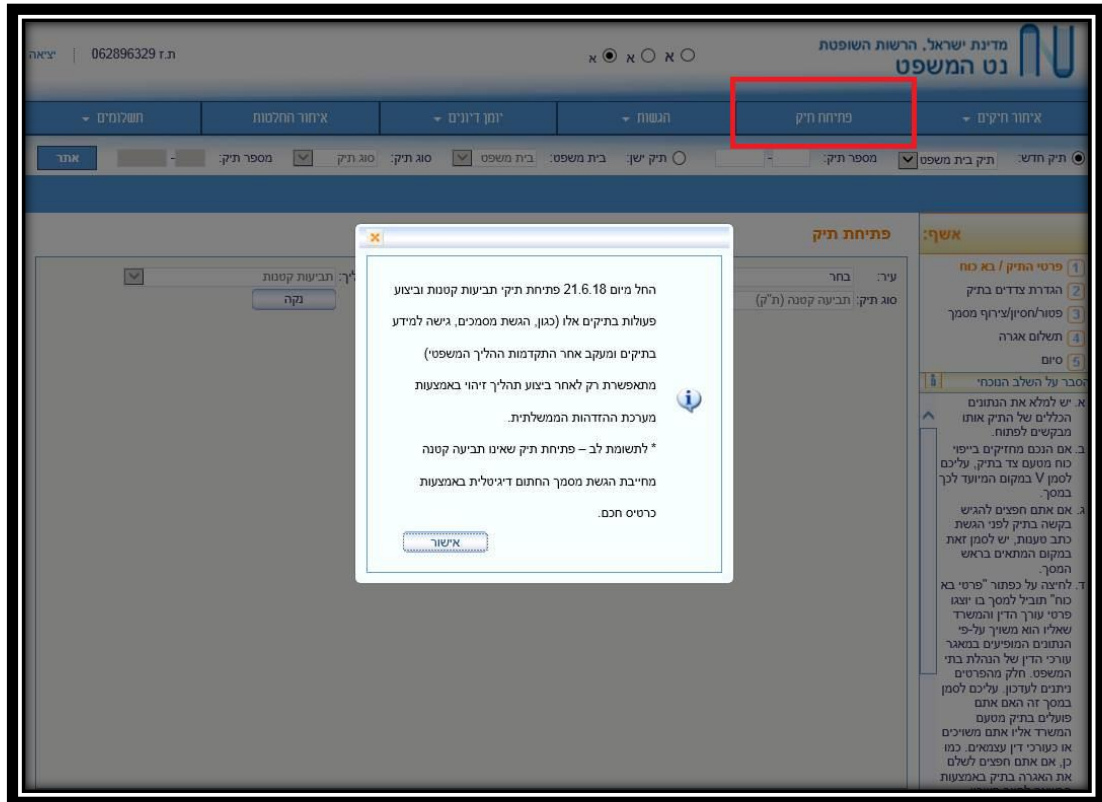 מדינת ישראל, הרשות השופטת
נט המשפט
א א א
ת.ז 062896329 | יציאה
איתור תיקים
פתיחת תיק
הגשות
יומן דיונים
איתור החלטות
תשלומים
תיק חדש: תיק בית משפט מספר תיק: - תיק ישן: בית משפט: בית משפט סוג תיק: סוג תיק מספר תיק: - אתר
אשף:
1 פרטי התיק / בא כוח
2 הגדרת צדדים בתיק
3 פטור/חסיון/צירוף מסמך
4 תשלום אגרה
5 סיום
הסבר על השלב הנוכחי
א. יש למלא את הנתונים
הכללים של התיק אותו
מבקשים לפתוח.
ב. אם הנכם מחזיקים בייפוי
כוח מטעם צד בתיק, עליכם
לסמן V במקום המיועד לכך
במסך.
ג. אם אתם חפצים להגיש
בקשה בתיק לפני הגשת
כתב טענות, יש לסמן זאת
במקום המתאים בראש
המסך.
ד. לחיצה על כפתור "פרטי בא
כוח" תוביל למסך בו יוצגו
פרטי עורך הדין והמשרד
שאליו הוא משויך על-פי
הנתונים המופיעים במאגר
עורכי הדין של הנהלת בתי
המשפט. חלק מהפרטים
ניתנים לעדכון. עליכם לסמן
במסך זה האם אתם
פועלים בתיק מטעם
המשרד אליו אתם משויכים
או כעורכי דין עצמאים. כמו
כן, אם אתם חפצים לשלם
את האגרה בתיק באמצעות
פתיחת תיק
עיר: בחר
סוג תיק: תביעה קטנה (ת"ק)
תביעות קטנות
נקה
החל מיום 21.6.18 פתיחת תיקי תביעות קטנות וביצוע
פעולות בתיקים אלו (כגון, הגשת מסמכים, גישה למידע
בתיקים ומעקב אחר התקדמות ההליך המשפטי)
מתאפשרת רק לאחר ביצוע תהליך זיהוי באמצעות
מערכת ההזדהות הממשלתית.
* לתשומת לב – פתיחת תיק שאינו תביעה קטנה
מחייבת הגשת מסמך החתום דיגיטלית באמצעות
כרטיס חכם.
אישור